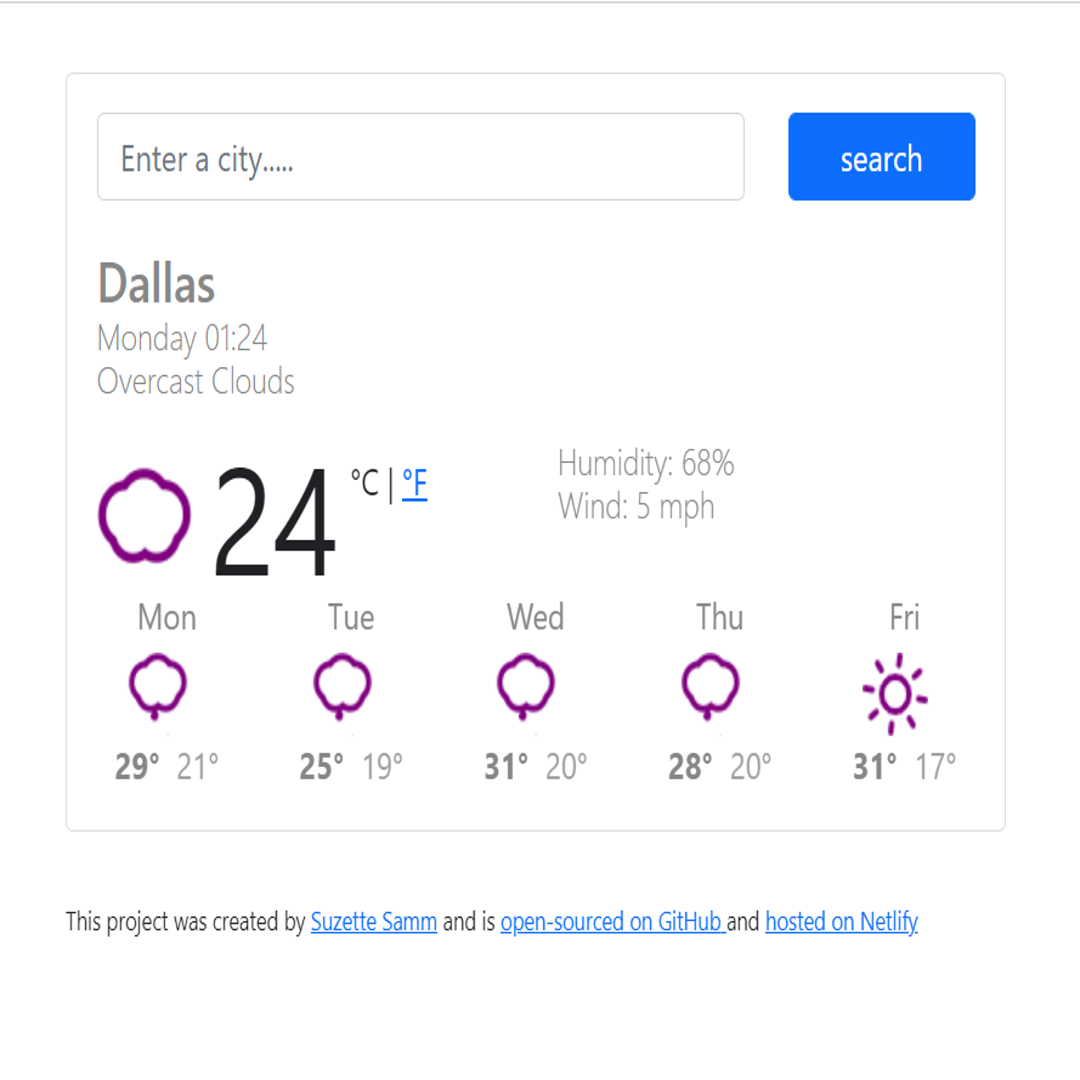 Enter a city.....
search
Dallas
Monday 01:24
Overcast Clouds
24 °C | °F
Humidity: 68%
Wind: 5 mph
Mon Tue Wed Thu Fri
29° 21° 25° 19° 31° 20° 28° 20° 31° 17°
This project was created by Suzette Samm and is open-sourced on GitHub and hosted on Netlify